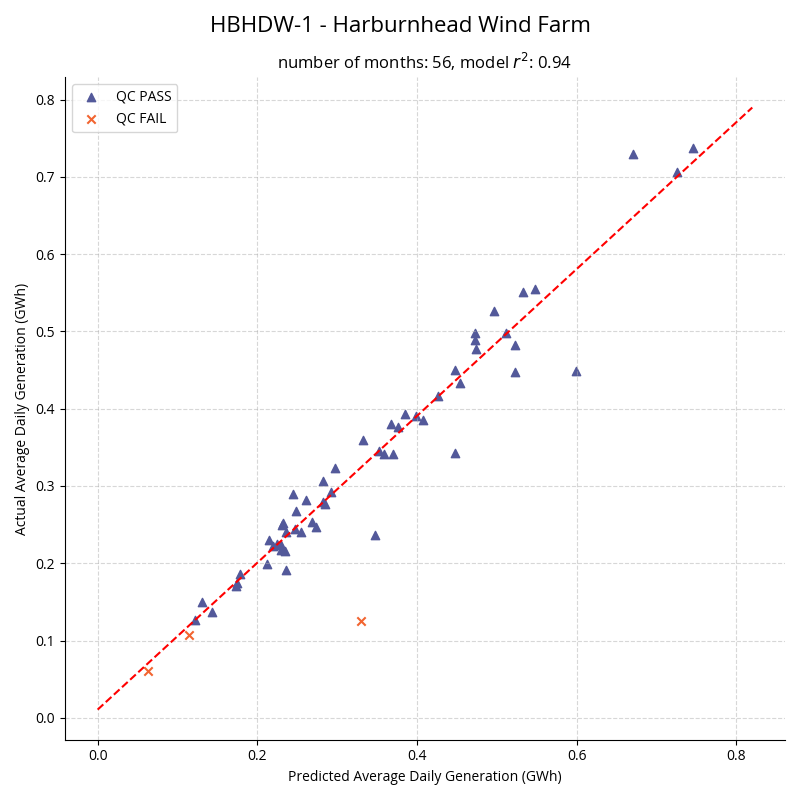 HBHDW-1 - Harburnhead Wind Farm
number of months: 56, model r²: 0.94
QC PASS
QC FAIL
0.8
0.7
0.6
0.5
0.4
0.3
0.2
0.1
0.0
Actual Average Daily Generation (GWh)
0.0 0.2 0.4 0.6 0.8
Predicted Average Daily Generation (GWh)